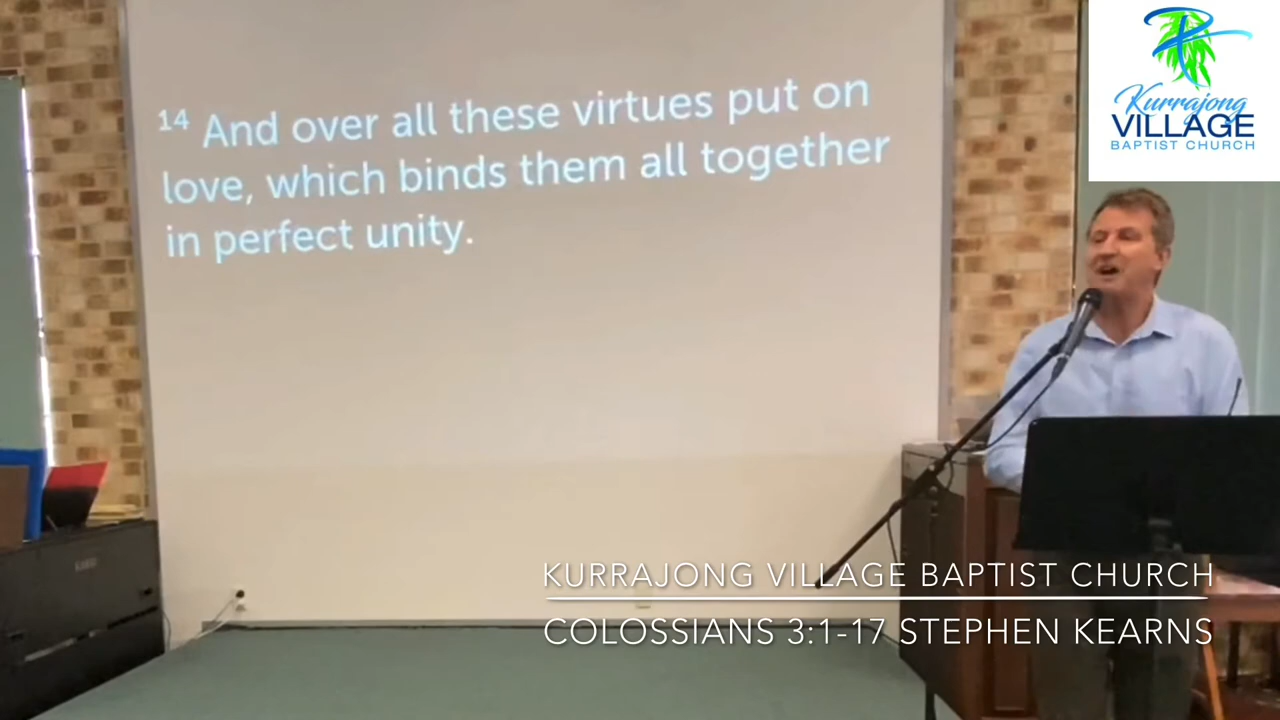 14 And over all these virtues put on
love, which binds them all together
in perfect unity.
Kurrajong
VILLAGE
BAPTIST CHURCH
KURRAJONG VILLAGE BAPTIST CHURCH
COLOSSIANS 3:1-17 STEPHEN KEARNS